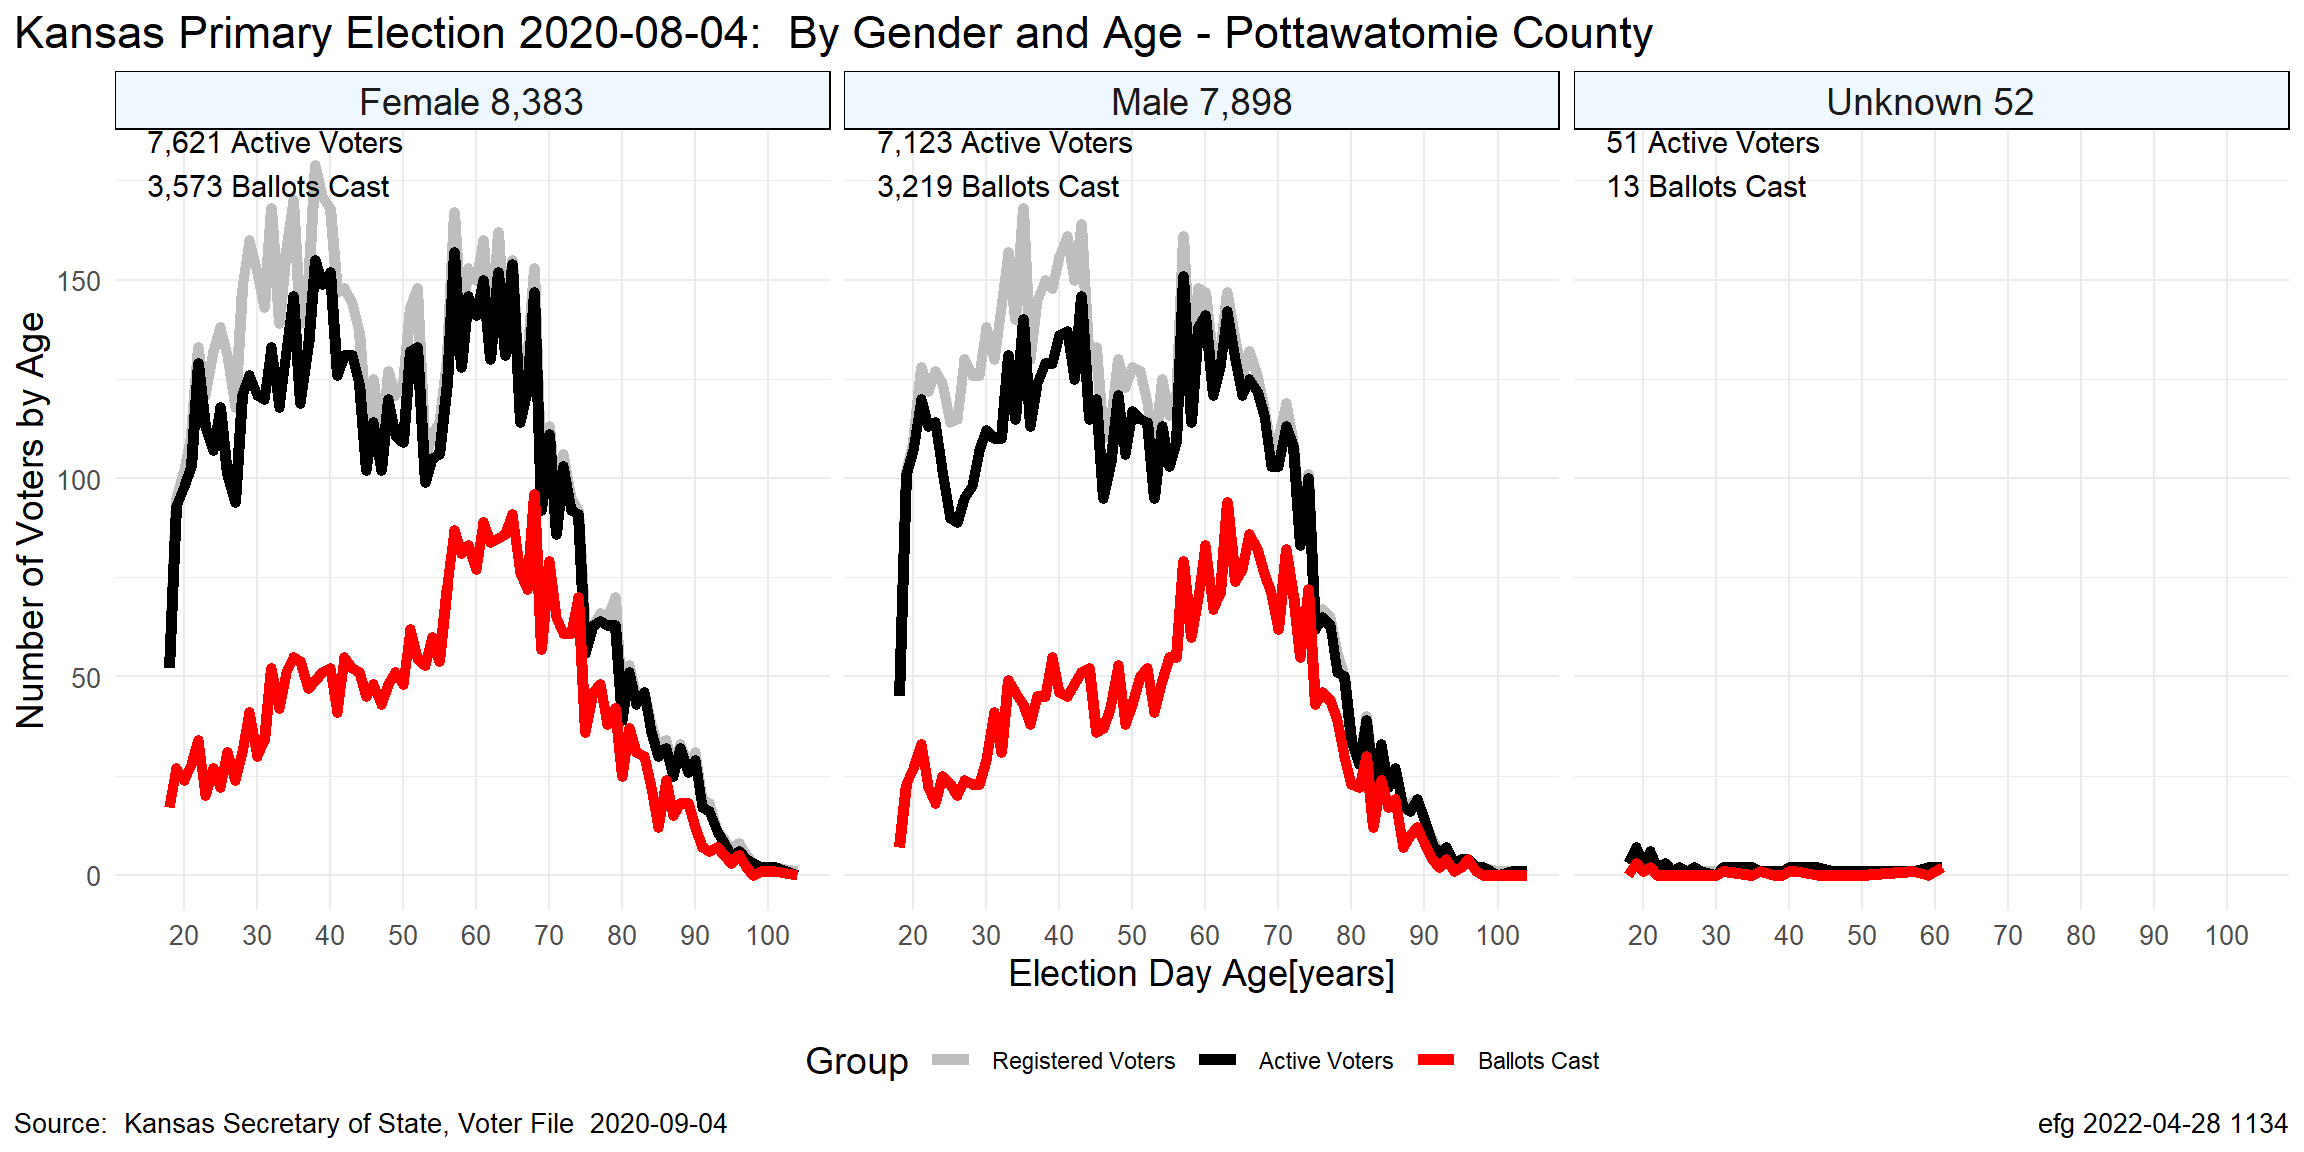 Kansas Primary Election 2020-08-04:  By Gender and Age - Pottawatomie County
Female 8,383
Male 7,898
Unknown 52
7,621 Active Voters
3,573 Ballots Cast
7,123 Active Voters
3,219 Ballots Cast
51 Active Voters
13 Ballots Cast
Number of Voters by Age
150
100
50
0
20 30 40 50 60 70 80 90 100
20 30 40 50 60 70 80 90 100
20 30 40 50 60 70 80 90 100
Election Day Age[years]
Group Registered Voters Active Voters Ballots Cast
Source:  Kansas Secretary of State, Voter File  2020-09-04
efg 2022-04-28 1134